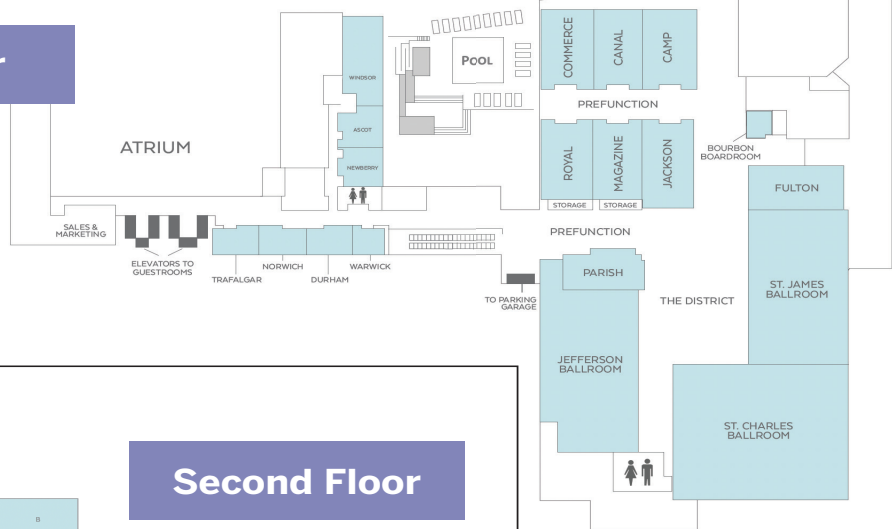 POOL
COMMERCE
CANAL
CAMP
WINDSOR
PREFUNCTION
ATRIUM
ASCOT
ROYAL
MAGAZINE
JACKSON
BOURBON
BOARDROOM
NEWBERRY
FULTON
STORAGE
STORAGE
SALES &
MARKETING
PREFUNCTION
ELEVATORS TO
GUESTROOMS
TRAFALGAR
NORWICH
DURHAM
WARWICK
PARISH
TO PARKING
GARAGE
THE DISTRICT
ST. JAMES
BALLROOM
JEFFERSON
BALLROOM
ST. CHARLES
BALLROOM
Second Floor
B